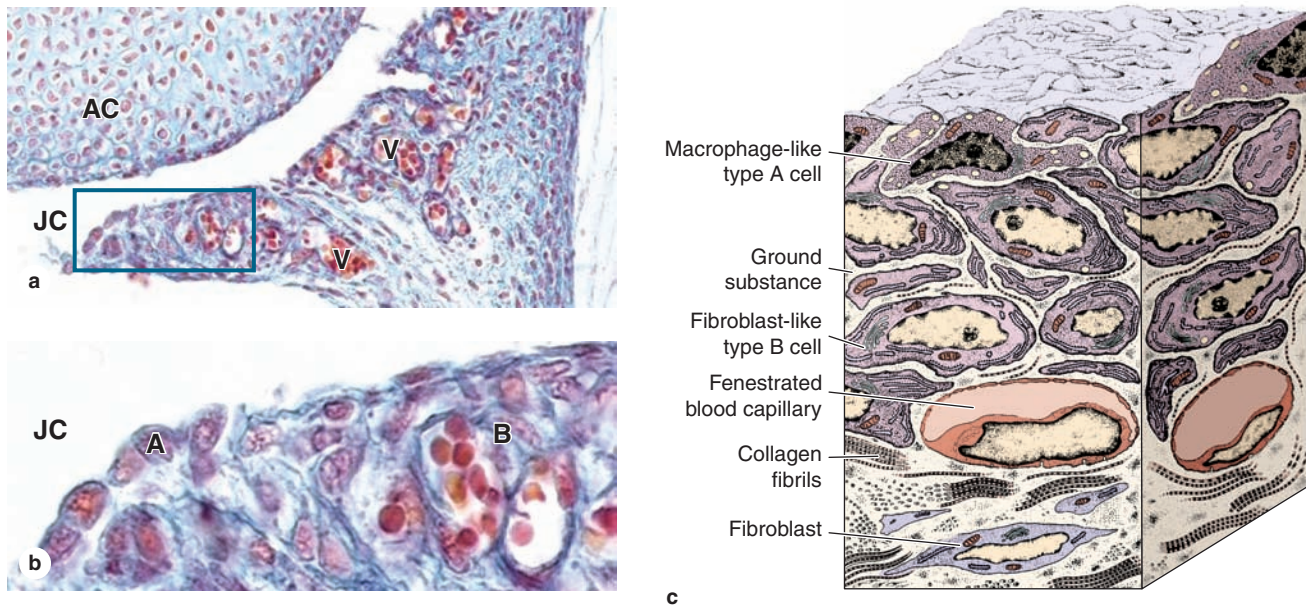 AC
V
JC
V
a
JC
A
B
b
Macrophage-like
type A cell
Ground
substance
Fibroblast-like
type B cell
Fenestrated
blood capillary
Collagen
fibrils
Fibroblast
c